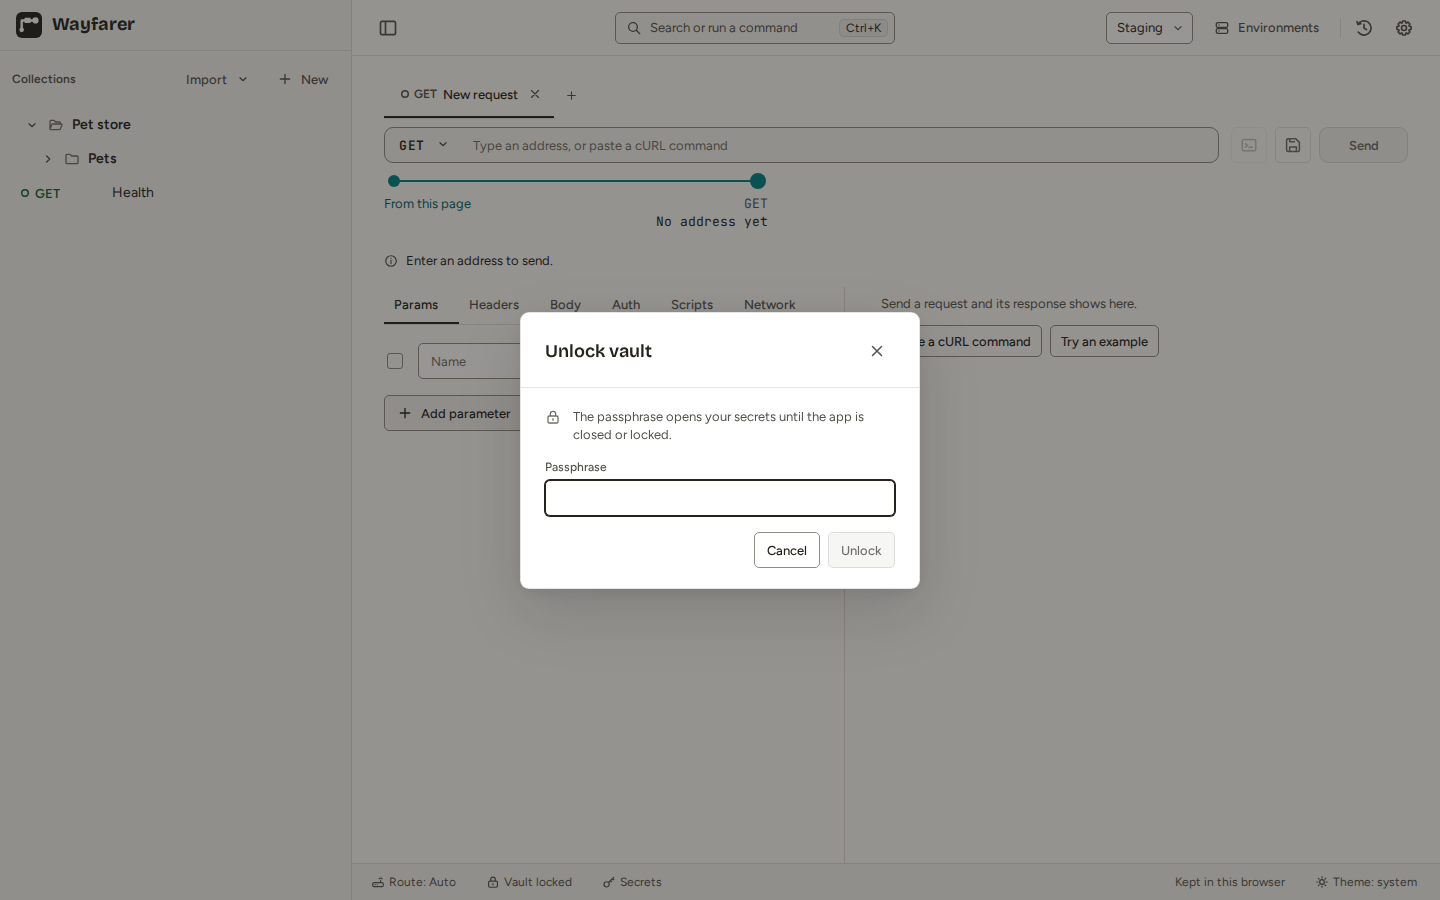 Wayfarer
Search or run a command
Ctrl+K
Staging
Environments
Collections
Import
New
GET New request
Pet store
Pets
GET Health
GET
Type an address, or paste a cURL command
Send
From this page
GET
No address yet
Enter an address to send.
Params
Headers
Body
Auth
Scripts
Network
Send a request and its response shows here.
e a cURL command
Try an example
Name
Add parameter
Unlock vault
The passphrase opens your secrets until the app is
closed or locked.
Passphrase
Cancel
Unlock
Route: Auto
Vault locked
Secrets
Kept in this browser
Theme: system